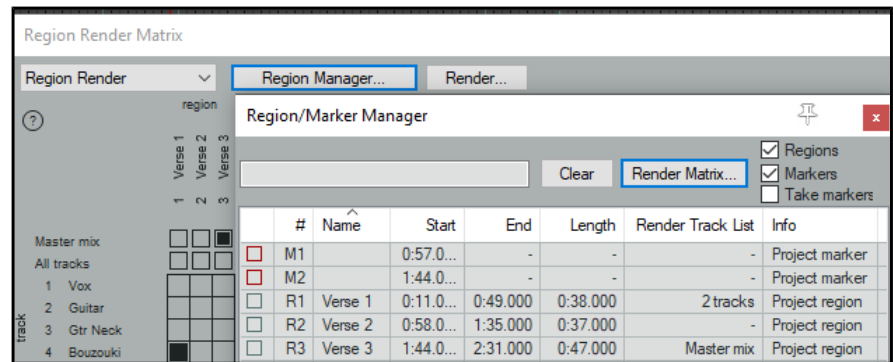 Region Render Matrix
Region Render
Region Manager...
Render...
region
Verse 1
Verse 2
Verse 3
1 2 3
Master mix
All tracks
track
1 Vox
2 Guitar
3 Gtr Neck
4 Bouzouki
Region/Marker Manager
Clear
Render Matrix...
Regions
Markers
Take markers
# Name Start End Length Render Track List Info
M1 0:57.0... - - - Project marker
M2 1:44.0... - - - Project marker
R1 Verse 1 0:11.0... 0:49.000 0:38.000 2 tracks Project region
R2 Verse 2 0:58.0... 1:35.000 0:37.000 - Project region
R3 Verse 3 1:44.0... 2:31.000 0:47.000 Master mix Project region